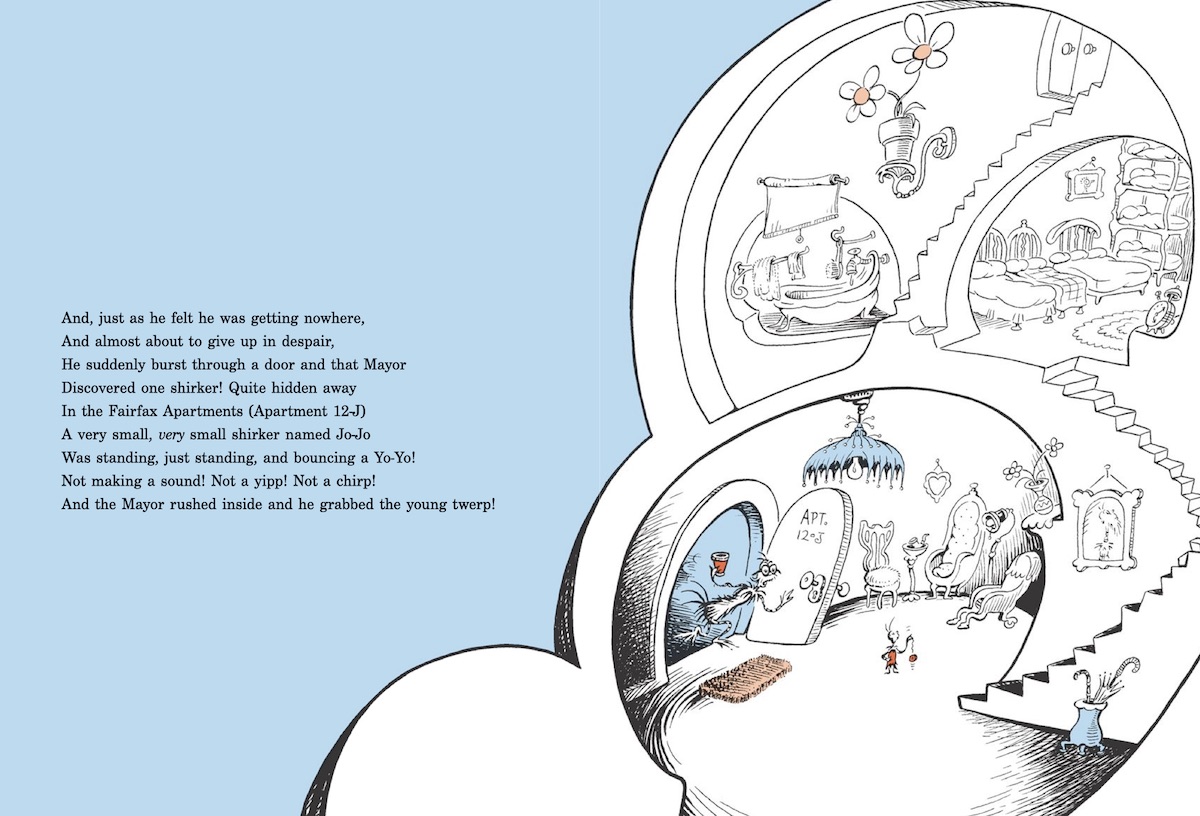 And, just as he felt he was getting nowhere,
And almost about to give up in despair,
He suddenly burst through a door and that Mayor
Discovered one shirker! Quite hidden away
In the Fairfax Apartments (Apartment 12-J)
A very small, very small shirker named Jo-Jo
Was standing, just standing, and bouncing a Yo-Yo!
Not making a sound! Not a yipp! Not a chirp!
And the Mayor rushed inside and he grabbed the young twerp!
APT.
12-J